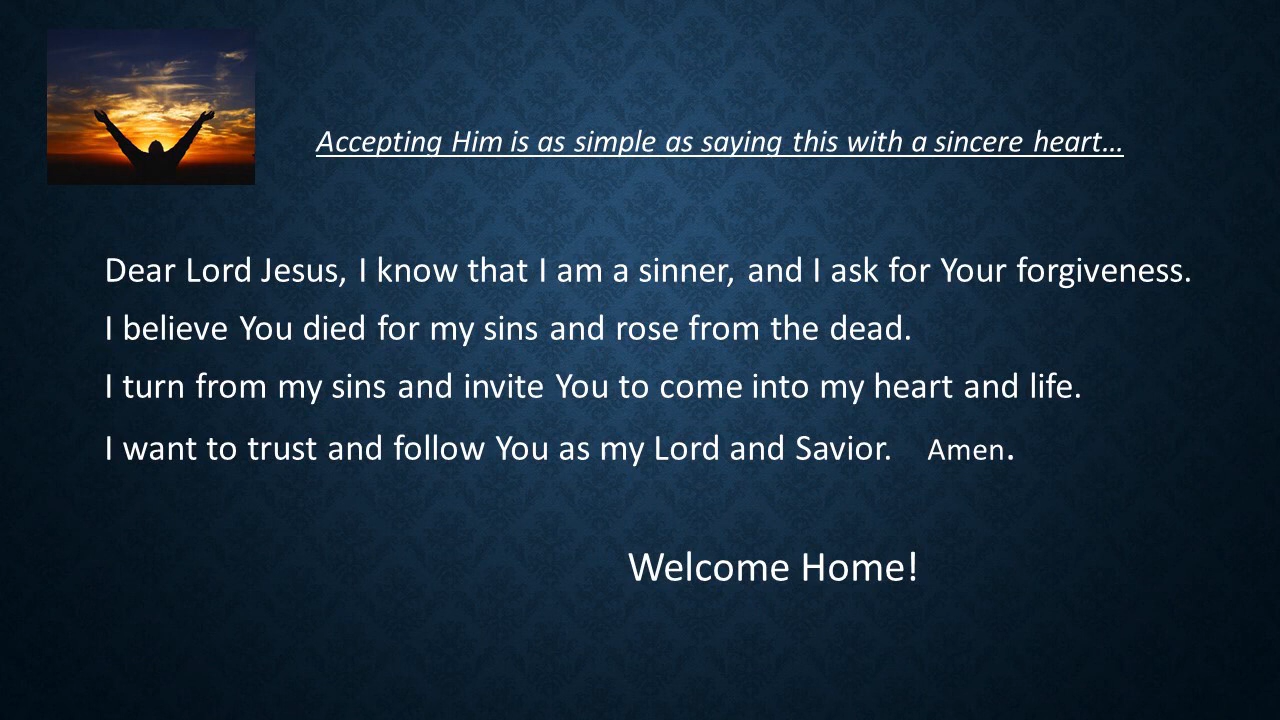 Accepting Him is as simple as saying this with a sincere heart…
Dear Lord Jesus, I know that I am a sinner, and I ask for Your forgiveness.
I believe You died for my sins and rose from the dead.
I turn from my sins and invite You to come into my heart and life.
I want to trust and follow You as my Lord and Savior. Amen.
Welcome Home!